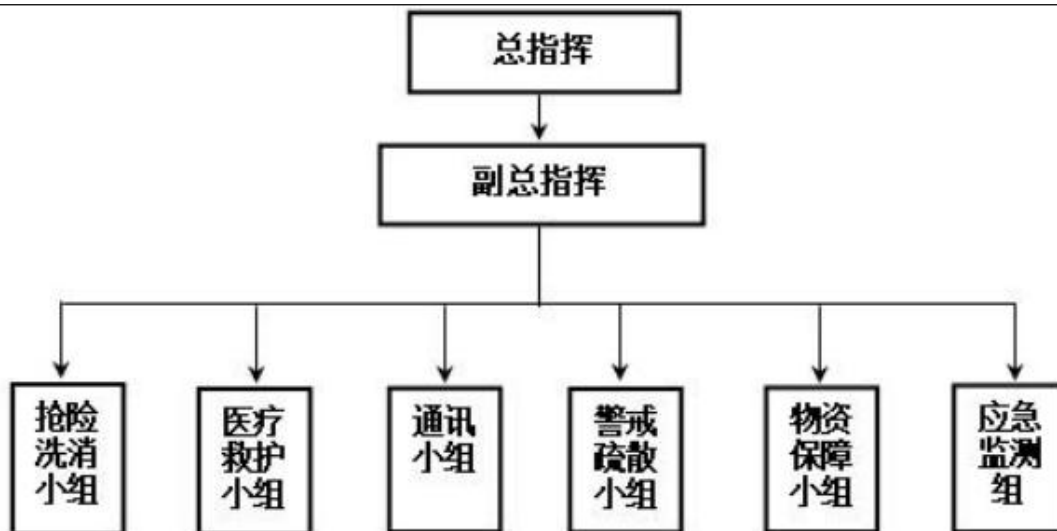 总指挥
副总指挥
抢险
洗消
小组
医疗
救护
小组
通讯
小组
警戒
疏散
小组
物资
保障
小组
应急
监测
组